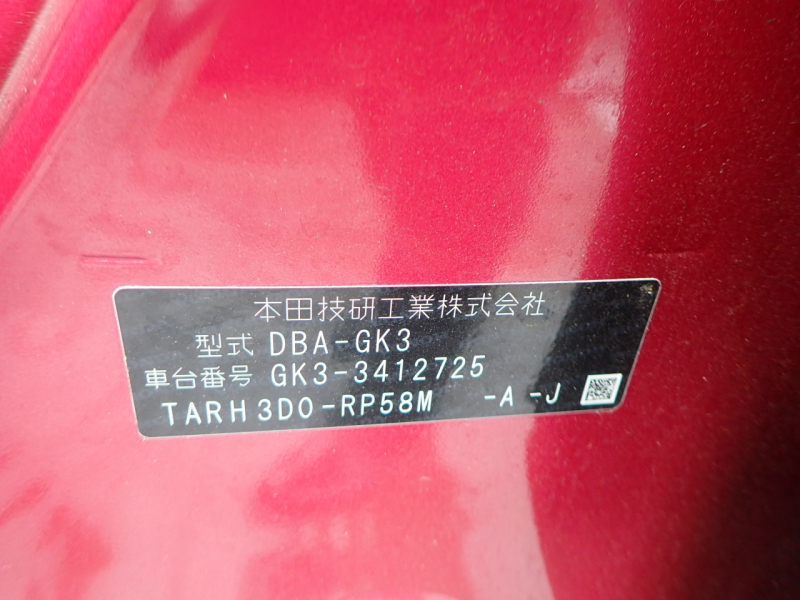 本田技研工業株式会社
型式 DBA-GK3
車台番号 GK3-3412725
TARH3D0-RP58M -A -J